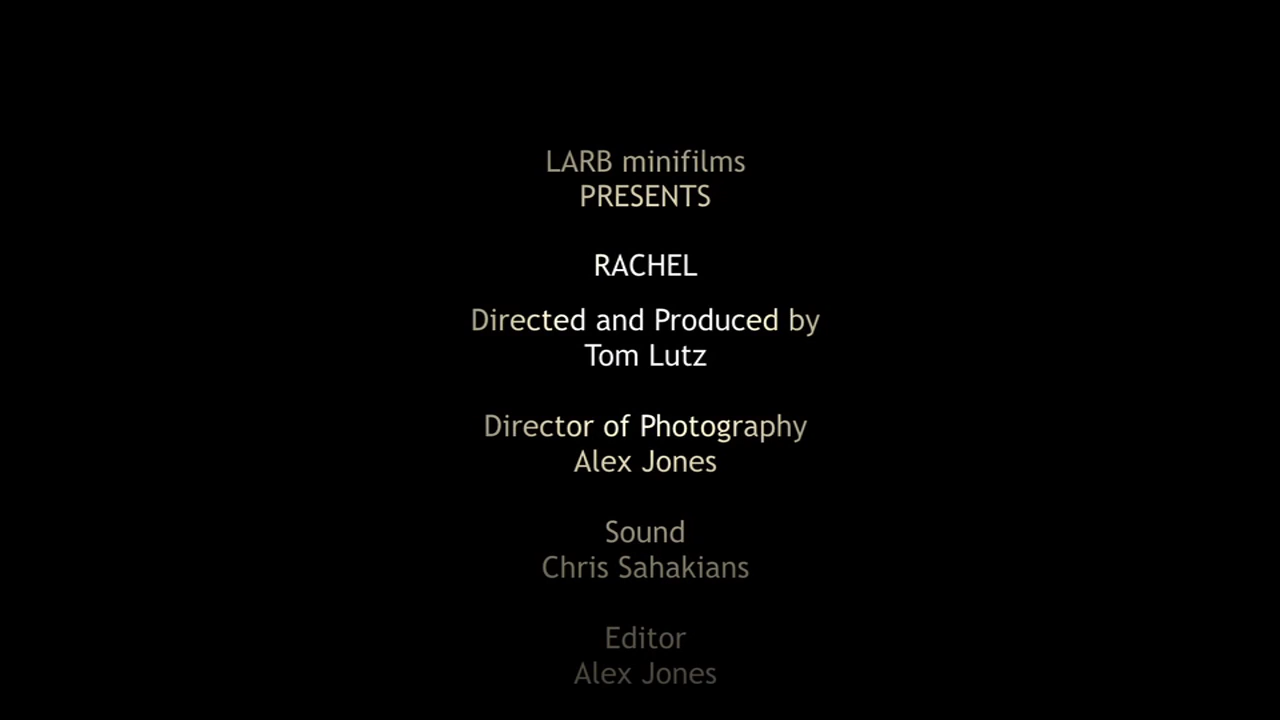 LARB minifilms
PRESENTS
RACHEL
Directed and Produced by
Tom Lutz
Director of Photography
Alex Jones
Sound
Chris Sahakians
Editor
Alex Jones